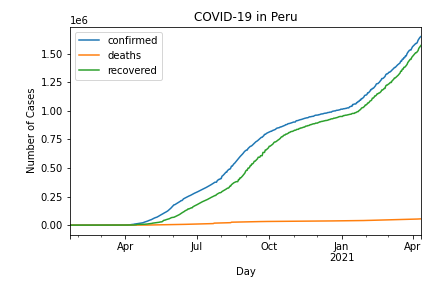 COVID-19 in Peru
1e6
confirmed
deaths
recovered
1.50
1.25
1.00
0.75
0.50
0.25
0.00
Number of Cases
Apr Jul Oct Jan Apr
2021
Day